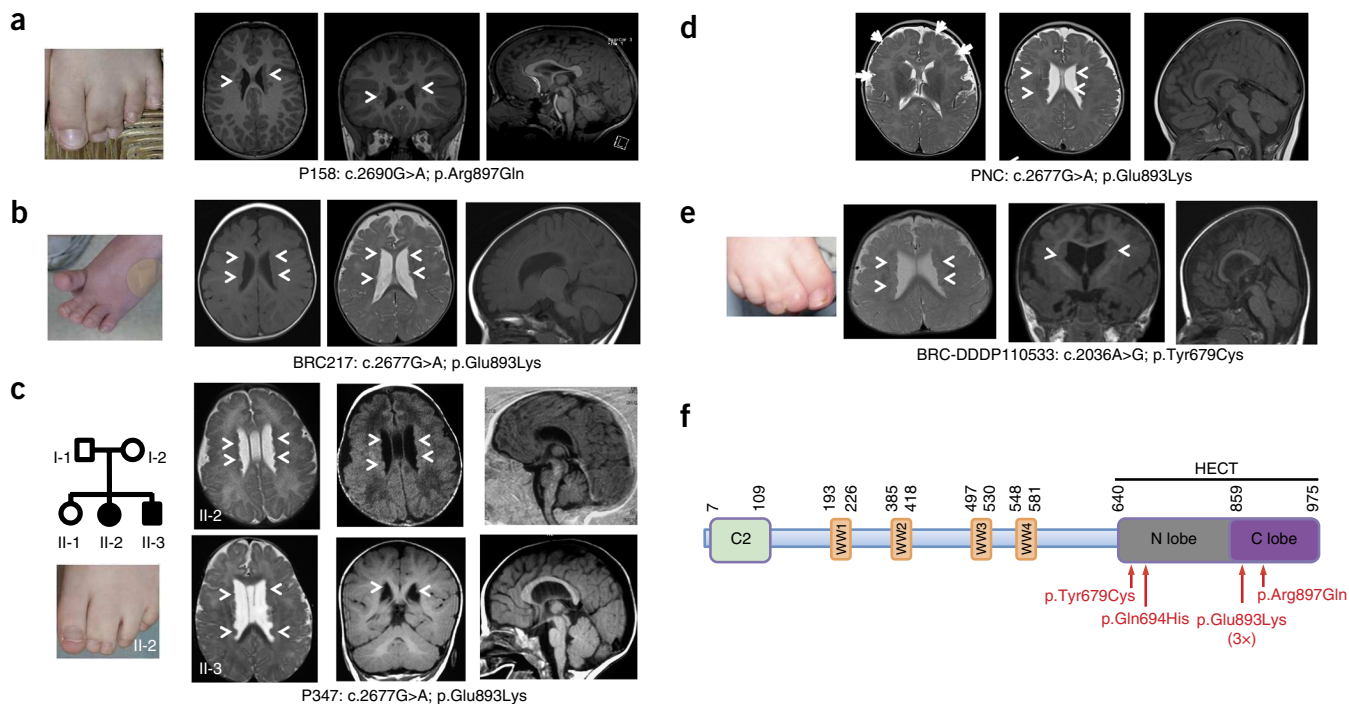 a
P158: c.2690G>A; p.Arg897Gln
b
BRC217: c.2677G>A; p.Glu893Lys
c
I-1
I-2
II-1
II-2
II-3
II-2
II-2
II-3
P347: c.2677G>A; p.Glu893Lys
d
PNC: c.2677G>A; p.Glu893Lys
e
BRC-DDDP110533: c.2036A>G; p.Tyr679Cys
f
HECT
7
109
193
226
385
418
497
530
548
581
640
859
975
C2
WW1
WW2
WW3
WW4
N lobe
C lobe
p.Tyr679Cys
p.Gln694His
p.Glu893Lys
(3×)
p.Arg897Gln